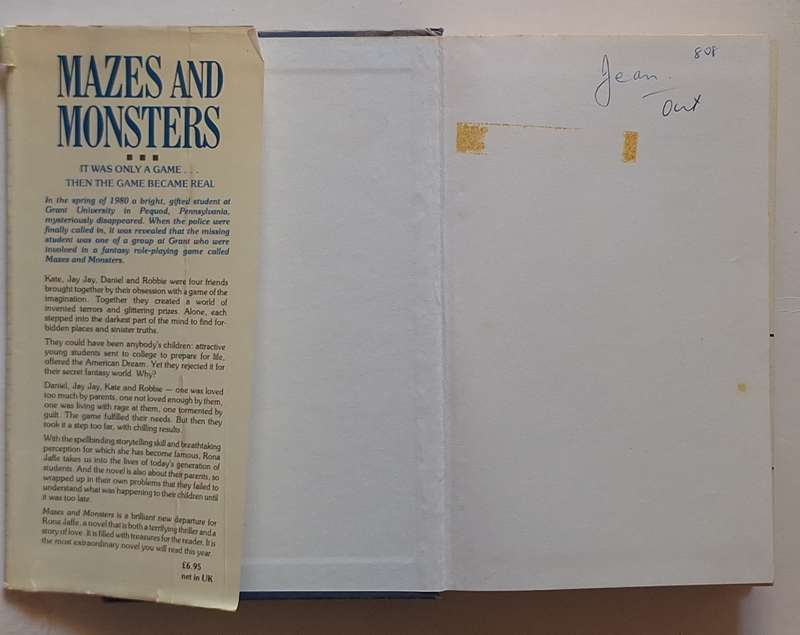 MAZES AND
MONSTERS
IT WAS ONLY A GAME . . .
THEN THE GAME BECAME REAL
In the spring of 1980 a bright, gifted student at
Grant University in Pequod, Pennsylvania,
mysteriously disappeared. When the police were
finally called in, it was revealed that the missing
student was one of a group at Grant who were
involved in a fantasy role-playing game called
Mazes and Monsters.
Kate, Jay Jay, Daniel and Robbie were four friends
brought together by their obsession with a game of the
imagination. Together they created a world of
invented terrors and glittering prizes. Alone, each
stepped into the darkest part of the mind to find for-
bidden places and sinister truths.
They could have been anybody's children: attractive
young students sent to college to prepare for life,
offered the American Dream. Yet they rejected it for
their secret fantasy world. Why?
Daniel, Jay Jay, Kate and Robbie — one was loved
too much by parents, one not loved enough by them,
one was living with rage at them, one tormented by
guilt. The game fulfilled their needs. But then they
took it a step too far, with chilling results.
With the spellbinding storytelling skill and breathtaking
perception for which she has become famous, Rona
Jaffe takes us into the lives of today's generation of
students. And the novel is also about their parents, so
wrapped up in their own problems that they failed to
understand what was happening to their children until
it was too late.
Mazes and Monsters is a brilliant new departure for
Rona Jaffe, a novel that is both a terrifying thriller and a
story of love. It is filled with treasures for the reader. It is
the most extraordinary novel you will read this year.
£6.95
net in UK
808
Jean.
out